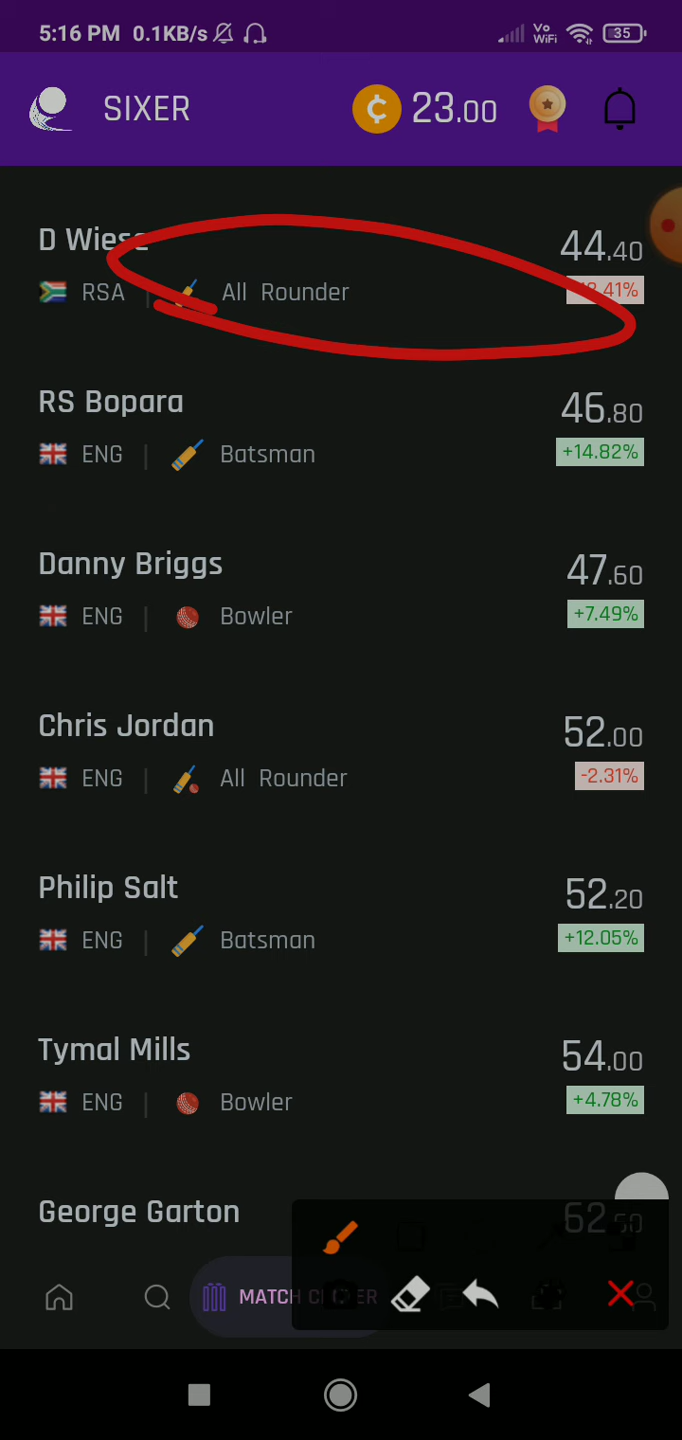 5:16 PM 0.1KB/s Vo WiFi 35
SIXER ¢ 23.00
D Wiese 44.40
RSA | All Rounder
RS Bopara 46.80
ENG | Batsman +14.82%
Danny Briggs 47.60
ENG | Bowler +7.49%
Chris Jordan 52.00
ENG | All Rounder -2.31%
Philip Salt 52.20
ENG | Batsman +12.05%
Tymal Mills 54.00
ENG | Bowler +4.78%
George Garton 62.50
MATCH